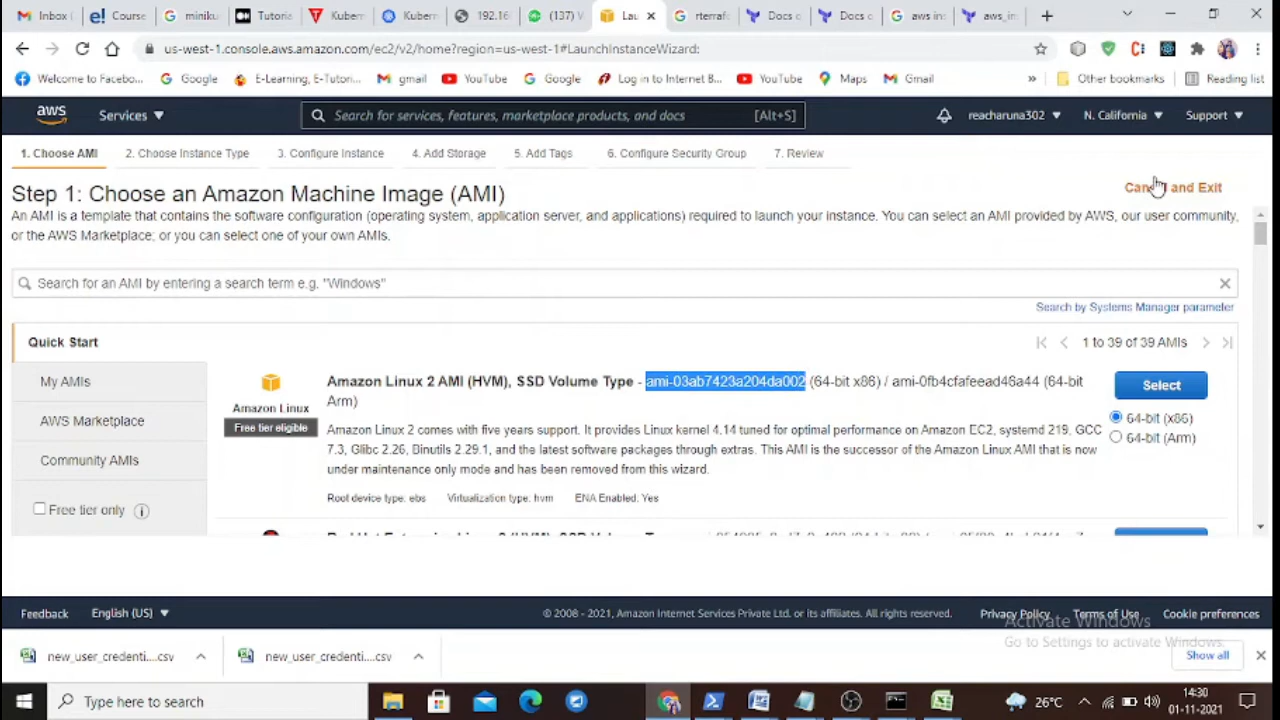 Inbox
Course
miniku
Tutoria
Kubern
Kubern
192.16
(137) V
Lau
rterrafo
Docs o
Docs o
aws ins
aws_in
us-west-1.console.aws.amazon.com/ec2/v2/home?region=us-west-1#LaunchInstanceWizard:
Welcome to Facebo...
Google
E-Learning, E-Tutori...
gmail
YouTube
Google
Log in to Internet B...
YouTube
Maps
Gmail
»
Other bookmarks
Reading list
aws
Services
Search for services, features, marketplace products, and docs
[Alt+S]
reacharuna302
N. California
Support
1. Choose AMI
2. Choose Instance Type
3. Configure Instance
4. Add Storage
5. Add Tags
6. Configure Security Group
7. Review
Step 1: Choose an Amazon Machine Image (AMI)
Cancel and Exit
An AMI is a template that contains the software configuration (operating system, application server, and applications) required to launch your instance. You can select an AMI provided by AWS, our user community,
or the AWS Marketplace; or you can select one of your own AMIs.
Search for an AMI by entering a search term e.g. "Windows"
Search by Systems Manager parameter
Quick Start
1 to 39 of 39 AMIs
My AMIs
AWS Marketplace
Community AMIs
Free tier only
Amazon Linux
Free tier eligible
Amazon Linux 2 AMI (HVM), SSD Volume Type - ami-03ab7423a204da002 (64-bit x86) / ami-0fb4cfafeead46a44 (64-bit
Arm)
Amazon Linux 2 comes with five years support. It provides Linux kernel 4.14 tuned for optimal performance on Amazon EC2, systemd 219, GCC
7.3, Glibc 2.26, Binutils 2.29.1, and the latest software packages through extras. This AMI is the successor of the Amazon Linux AMI that is now
under maintenance only mode and has been removed from this wizard.
Root device type: ebs
Virtualization type: hvm
ENA Enabled: Yes
Select
64-bit (x86)
64-bit (Arm)
Feedback
English (US)
© 2008 - 2021, Amazon Internet Services Private Ltd. or its affiliates. All rights reserved.
Privacy Policy
Terms of Use
Cookie preferences
Activate Windows
Go to Settings to activate Windows.
new_user_credenti....csv
new_user_credenti....csv
Show all
Type here to search
26°C
14:30
01-11-2021